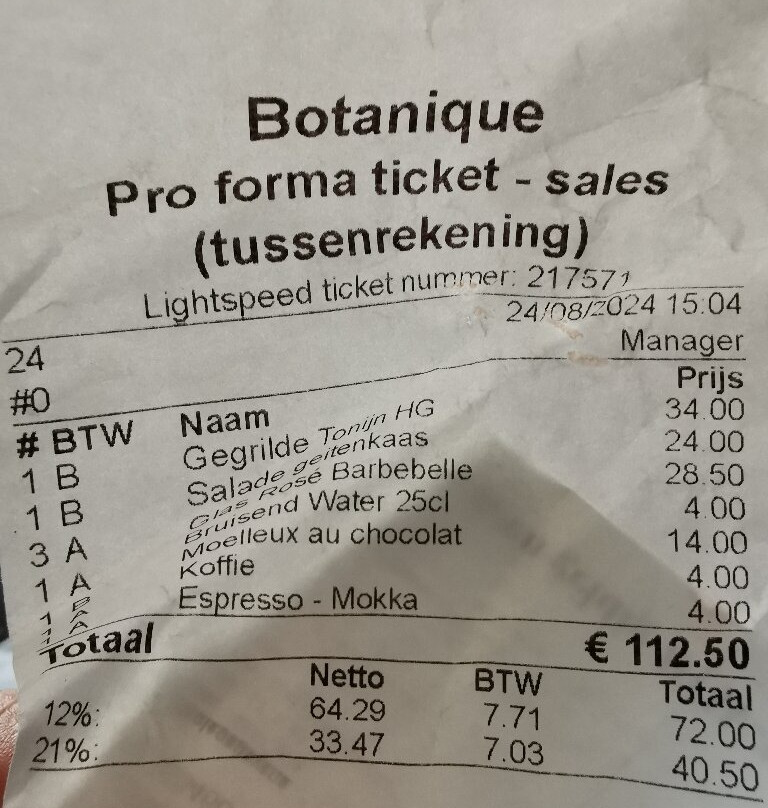 Botanique
Pro forma ticket - sales
(tussenrekening)
Lightspeed ticket nummer: 217571
24/08/2024 15:04
24
Manager
#0
# BTW Naam Prijs
1 B Gegrilde Tonijn HG 34.00
1 B Salade geitenkaas 24.00
3 A Glas Rosé Barbebelle 28.50
1 A Bruisend Water 25cl 4.00
1 B Moelleux au chocolat 14.00
1 A Koffie 4.00
1 A Espresso - Mokka 4.00
Totaal € 112.50
Netto BTW Totaal
12%: 64.29 7.71 72.00
21%: 33.47 7.03 40.50